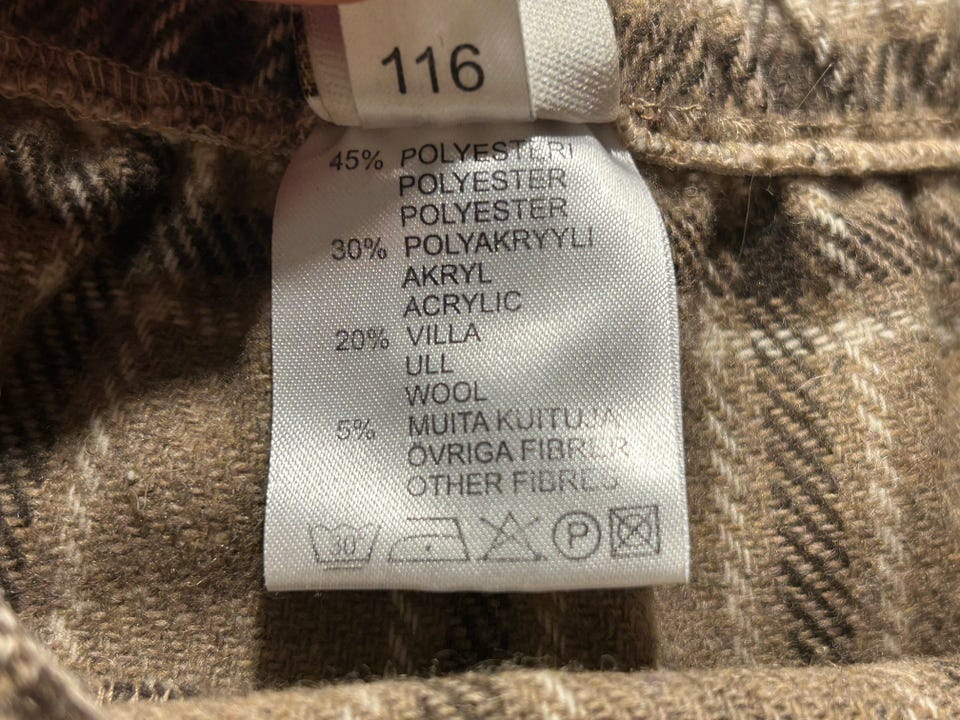 116
45% POLYESTERI
POLYESTER
POLYESTER
30% POLYAKRYYLI
AKRYL
ACRYLIC
20% VILLA
ULL
WOOL
5% MUITA KUITUJA
ÖVRIGA FIBRER
OTHER FIBRES
30° P